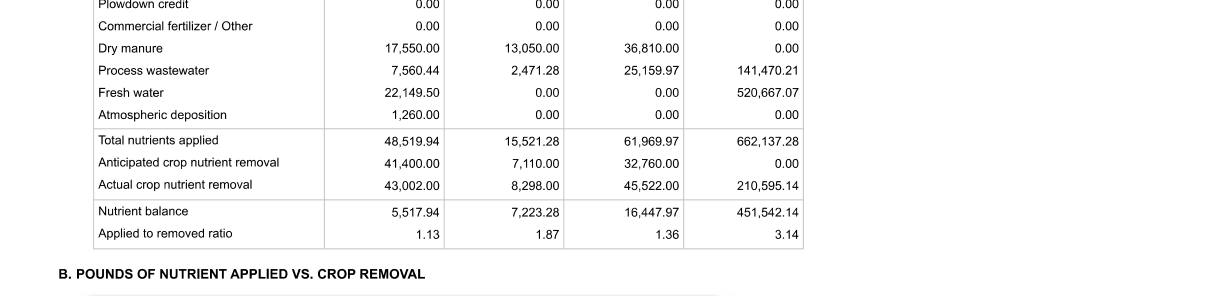 Plowdown credit 0.00 0.00 0.00 0.00
Commercial fertilizer / Other 0.00 0.00 0.00 0.00
Dry manure 17,550.00 13,050.00 36,810.00 0.00
Process wastewater 7,560.44 2,471.28 25,159.97 141,470.21
Fresh water 22,149.50 0.00 0.00 520,667.07
Atmospheric deposition 1,260.00 0.00 0.00 0.00
Total nutrients applied 48,519.94 15,521.28 61,969.97 662,137.28
Anticipated crop nutrient removal 41,400.00 7,110.00 32,760.00 0.00
Actual crop nutrient removal 43,002.00 8,298.00 45,522.00 210,595.14
Nutrient balance 5,517.94 7,223.28 16,447.97 451,542.14
Applied to removed ratio 1.13 1.87 1.36 3.14
B. POUNDS OF NUTRIENT APPLIED VS. CROP REMOVAL